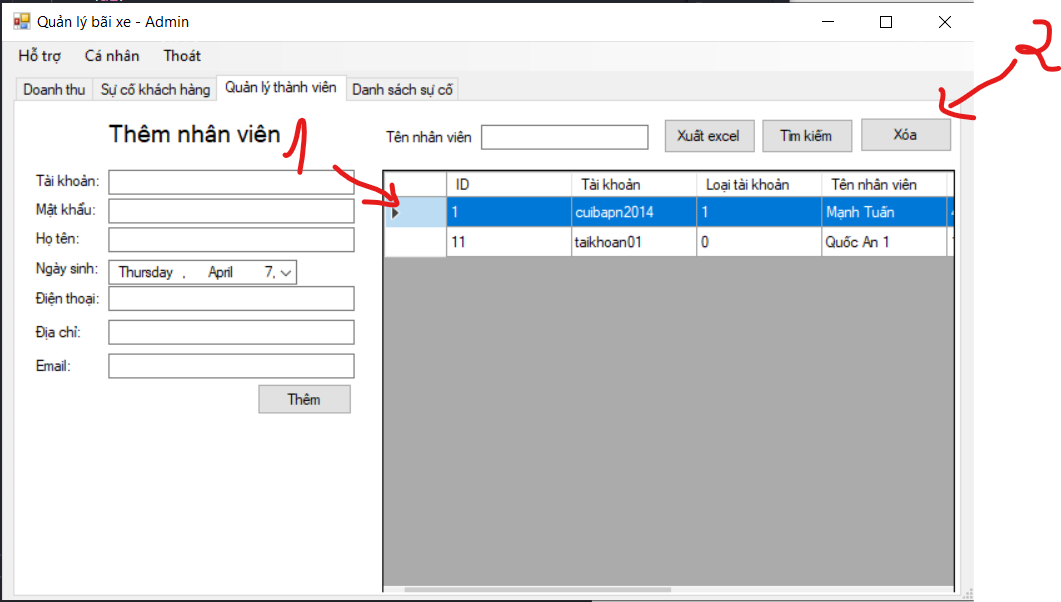 Quản lý bãi xe - Admin
2
Hỗ trợ Cá nhân Thoát
Doanh thu Sự cố khách hàng Quản lý thành viên Danh sách sự cố
Thêm nhân viên 1 Tên nhân viên Xuất excel Tìm kiếm Xóa
Tài khoản: ID Tài khoản Loại tài khoản Tên nhân viên
Mật khẩu: 1 cuibapn2014 1 Mạnh Tuấn
Họ tên: 11 taikhoan01 0 Quốc An 1
Ngày sinh: Thursday , April 7,
Điện thoại:
Địa chỉ:
Email:
Thêm